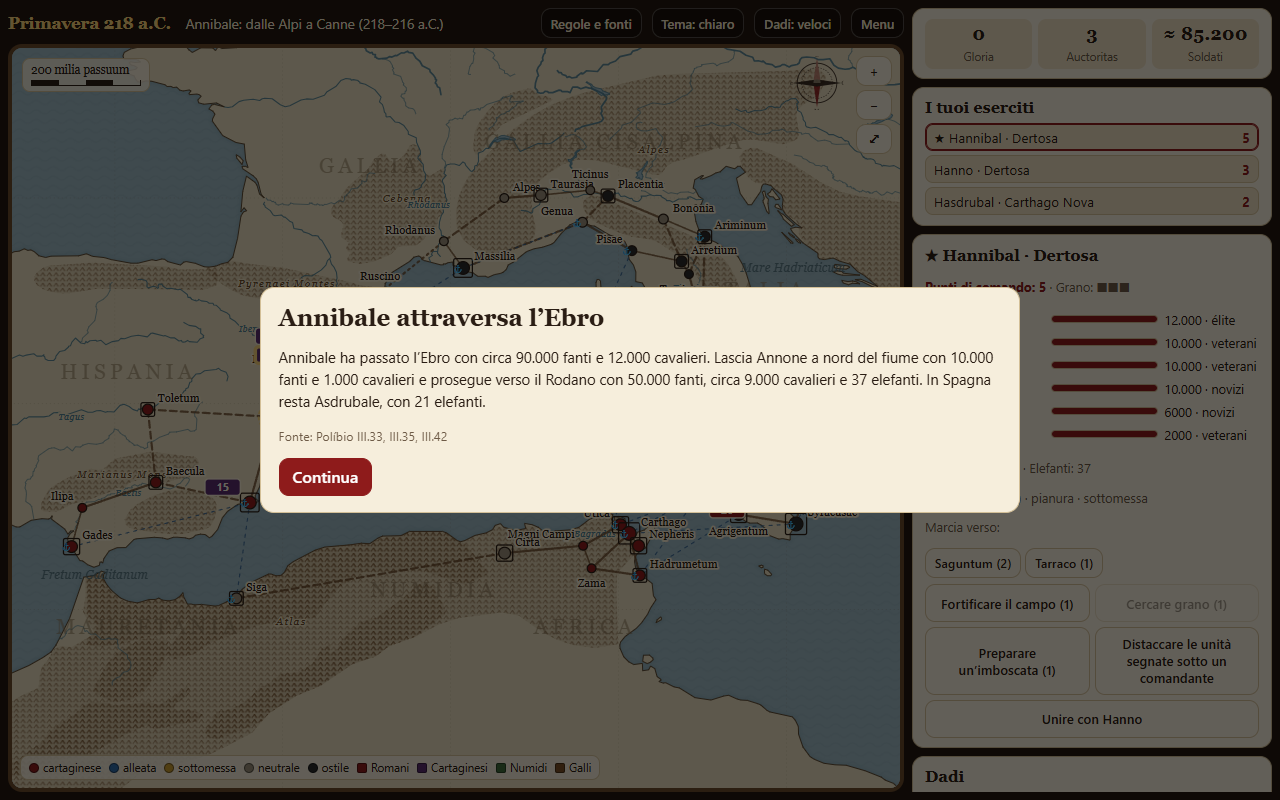 Primavera 218 a.C.
Annibale: dalle Alpi a Canne (218–216 a.C.)
Regole e fonti
Tema: chiaro
Dadi: veloci
Menu
200 milia passuum
+
−
GALLIA
GALLIA CISALPINA
Alpes
Cebenna
Rhodanus
Alpes
Taurasia
Ticinus
Placentia
Genua
Bononia
Ariminum
Rhodanus
Pisae
Arretium
Massilia
Ruscino
Mare Hadriaticum
Pyrenaei Montes
Iber
HISPANIA
Toletum
Tagus
Marianus Mons
Baecula
Baetis
15
Ilipa
Gades
Fretum Gaditanum
Siga
Atlas
NUMIDIA
AFRICA
Cirta
Magni Campi
Utica
Carthago
Nepheris
Agrigentum
Syracusae
Hadrumetum
Zama
Annibale attraversa l’Ebro
Annibale ha passato l’Ebro con circa 90.000 fanti e 12.000 cavalieri. Lascia Annone a nord del fiume con 10.000
fanti e 1.000 cavalieri e prosegue verso il Rodano con 50.000 fanti, circa 9.000 cavalieri e 37 elefanti. In Spagna
resta Asdrubale, con 21 elefanti.
Fonte: Polibio III.33, III.35, III.42
Continua
cartaginese
alleata
sottomessa
neutrale
ostile
Romani
Cartaginesi
Numidi
Galli
0
Gloria
3
Auctoritas
≈ 85.200
Soldati
I tuoi eserciti
★ Hannibal · Dertosa 5
Hanno · Dertosa 3
Hasdrubal · Carthago Nova 2
★ Hannibal · Dertosa
Punti di comando: 5 · Grano:
12.000 · élite
10.000 · veterani
10.000 · veterani
10.000 · novizi
6000 · novizi
2000 · veterani
· Elefanti: 37
· pianura · sottomessa
Marcia verso:
Saguntum (2)
Tarraco (1)
Fortificare il campo (1)
Cercare grano (1)
Preparare
un’imboscata (1)
Distaccare le unità
segnate sotto un
comandante
Unire con Hanno
Dadi